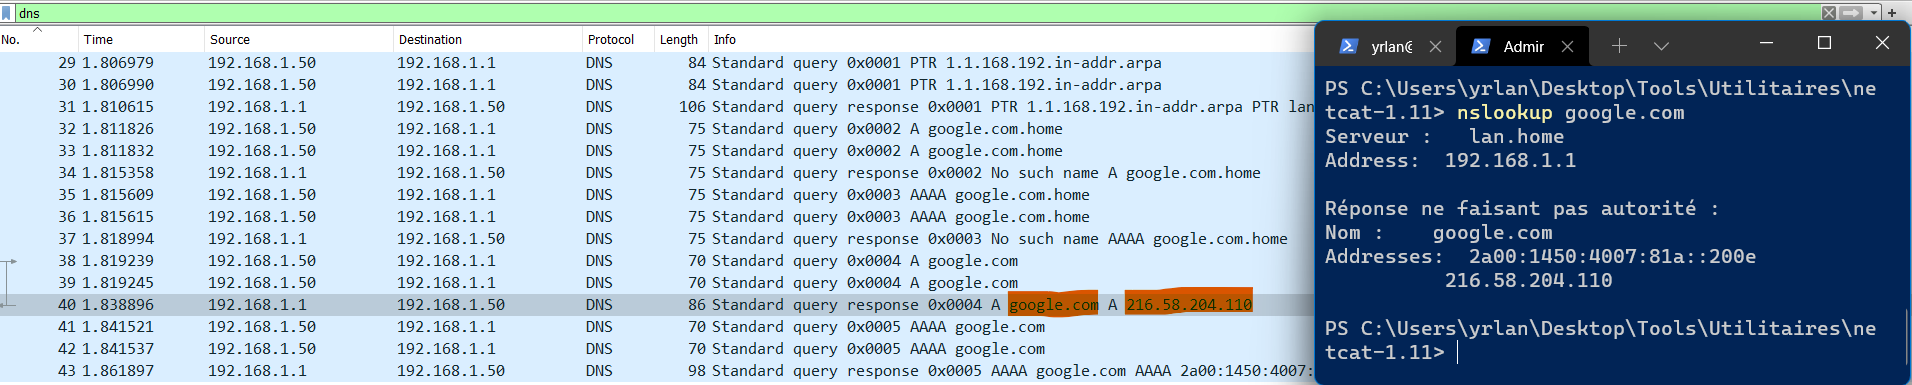 dns
No. Time Source Destination Protocol Length Info
29 1.806979 192.168.1.50 192.168.1.1 DNS 84 Standard query 0x0001 PTR 1.1.168.192.in-addr.arpa
30 1.806990 192.168.1.50 192.168.1.1 DNS 84 Standard query 0x0001 PTR 1.1.168.192.in-addr.arpa
31 1.810615 192.168.1.1 192.168.1.50 DNS 106 Standard query response 0x0001 PTR 1.1.168.192.in-addr.arpa PTR lan
32 1.811826 192.168.1.50 192.168.1.1 DNS 75 Standard query 0x0002 A google.com.home
33 1.811832 192.168.1.50 192.168.1.1 DNS 75 Standard query 0x0002 A google.com.home
34 1.815358 192.168.1.1 192.168.1.50 DNS 75 Standard query response 0x0002 No such name A google.com.home
35 1.815609 192.168.1.50 192.168.1.1 DNS 75 Standard query 0x0003 AAAA google.com.home
36 1.815615 192.168.1.50 192.168.1.1 DNS 75 Standard query 0x0003 AAAA google.com.home
37 1.818994 192.168.1.1 192.168.1.50 DNS 75 Standard query response 0x0003 No such name AAAA google.com.home
38 1.819239 192.168.1.50 192.168.1.1 DNS 70 Standard query 0x0004 A google.com
39 1.819245 192.168.1.50 192.168.1.1 DNS 70 Standard query 0x0004 A google.com
40 1.838896 192.168.1.1 192.168.1.50 DNS 86 Standard query response 0x0004 A google.com A 216.58.204.110
41 1.841521 192.168.1.50 192.168.1.1 DNS 70 Standard query 0x0005 AAAA google.com
42 1.841537 192.168.1.50 192.168.1.1 DNS 70 Standard query 0x0005 AAAA google.com
43 1.861897 192.168.1.1 192.168.1.50 DNS 98 Standard query response 0x0005 AAAA google.com AAAA 2a00:1450:4007:
yrlan@ Admir
PS C:\Users\yrlan\Desktop\Tools\Utilitaires\ne
tcat-1.11> nslookup google.com
Serveur : lan.home
Address: 192.168.1.1
Réponse ne faisant pas autorité :
Nom : google.com
Addresses: 2a00:1450:4007:81a::200e
216.58.204.110
PS C:\Users\yrlan\Desktop\Tools\Utilitaires\ne
tcat-1.11>